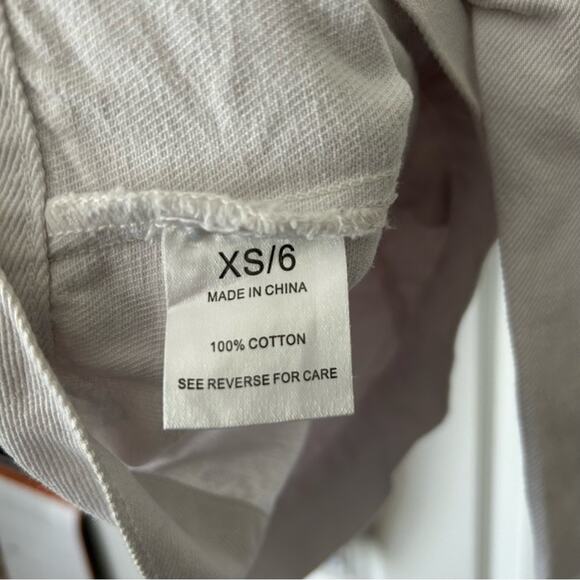 XS/6
MADE IN CHINA
100% COTTON
SEE REVERSE FOR CARE